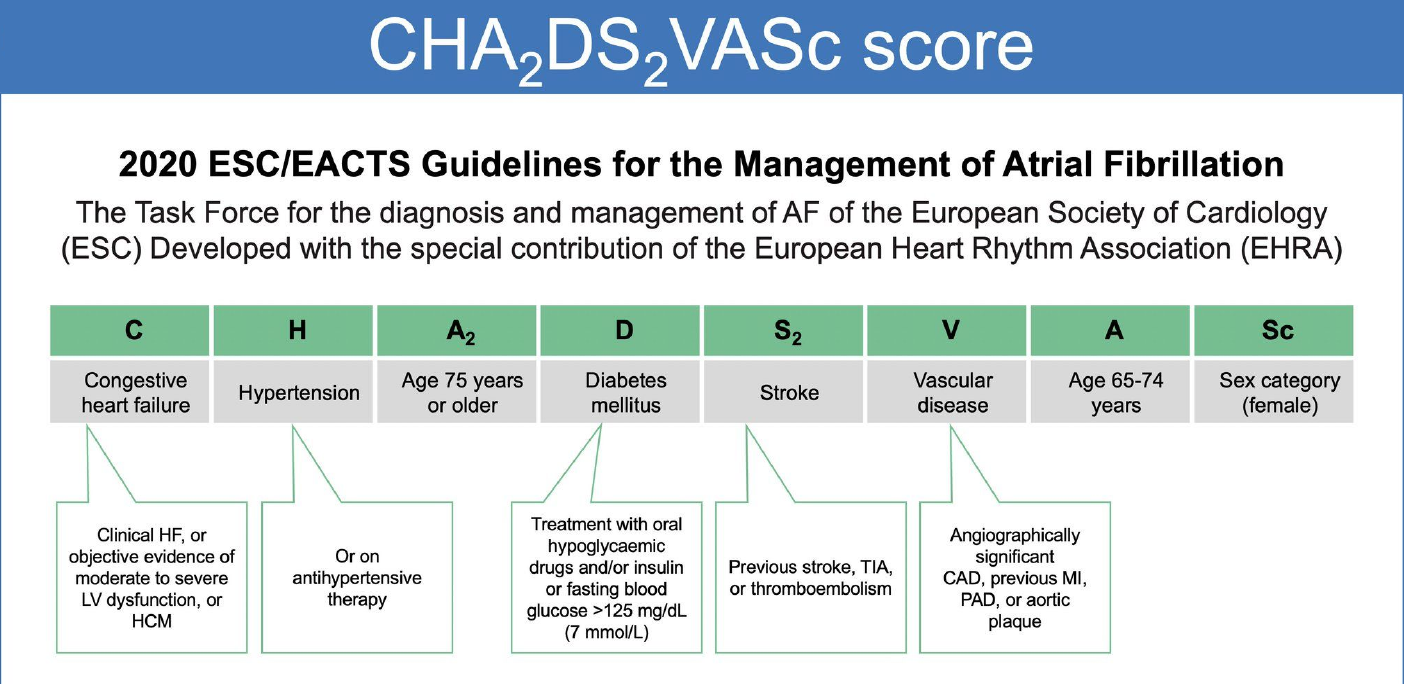 CHA₂DS₂VASc score
2020 ESC/EACTS Guidelines for the Management of Atrial Fibrillation
The Task Force for the diagnosis and management of AF of the European Society of Cardiology
(ESC) Developed with the special contribution of the European Heart Rhythm Association (EHRA)
C
H
A₂
D
S₂
V
A
Sc
Congestive
heart failure
Hypertension
Age 75 years
or older
Diabetes
mellitus
Stroke
Vascular
disease
Age 65-74
years
Sex category
(female)
Clinical HF, or
objective evidence of
moderate to severe
LV dysfunction, or
HCM
Or on
antihypertensive
therapy
Treatment with oral
hypoglycaemic
drugs and/or insulin
or fasting blood
glucose >125 mg/dL
(7 mmol/L)
Previous stroke, TIA,
or thromboembolism
Angiographically
significant
CAD, previous MI,
PAD, or aortic
plaque